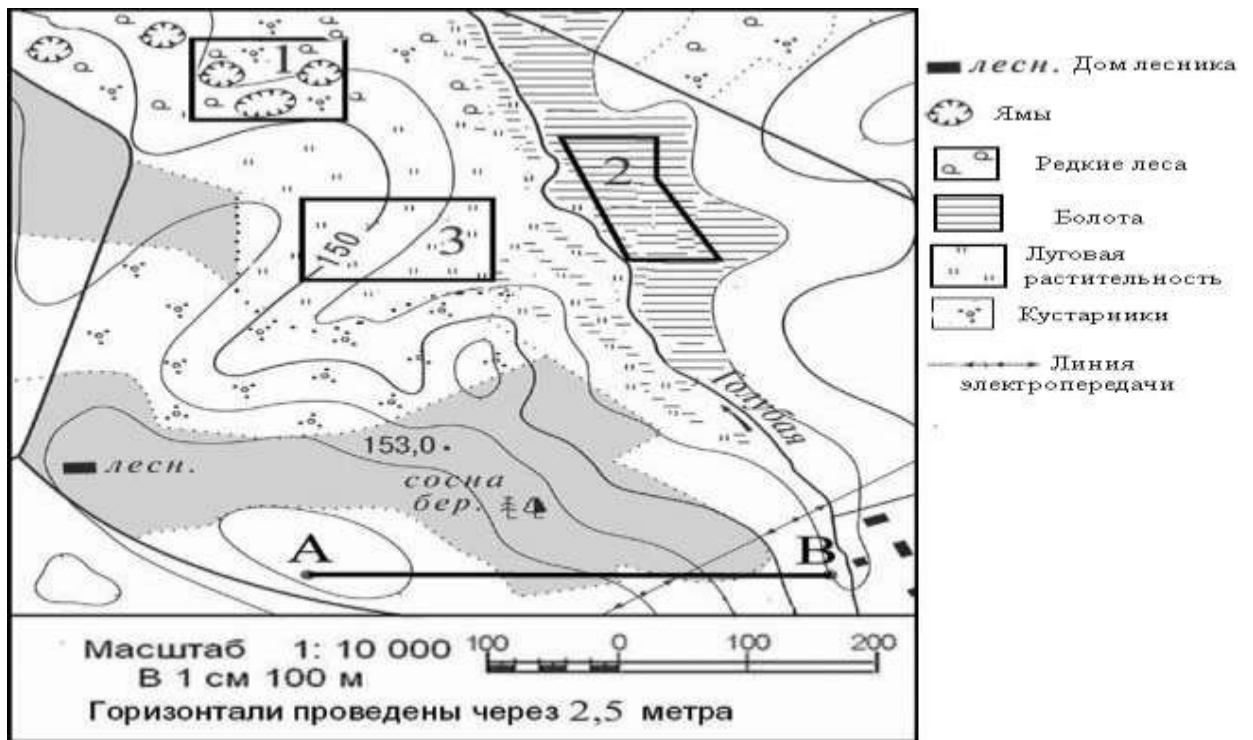 1
2
3
150
Голубая
153,0
лесн.
сосна
бер.
А
В
Масштаб 1: 10 000
В 1 см 100 м
100 0 100 200
Горизонтали проведены через 2,5 метра
лесн. Дом лесника
Ямы
Редкие леса
Болота
Луговая
растительность
Кустарники
Линия
электропередачи